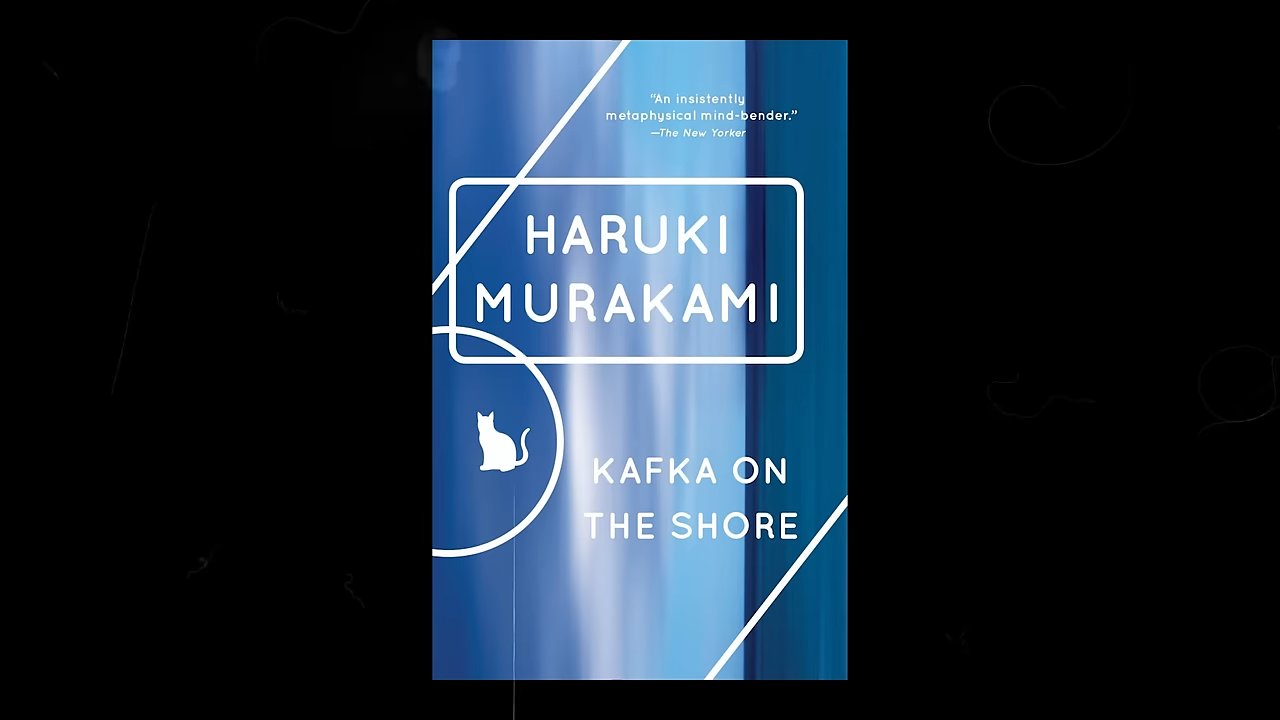 “An insistently
metaphysical mind-bender.”
—The New Yorker
HARUKI
MURAKAMI
KAFKA ON
THE SHORE